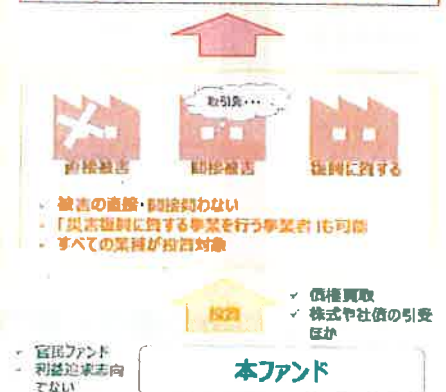 取引先・・・
直接被害
間接被害
復興に資する
被害の直接・間接問わない
「災害復興に資する事業を行う事業者」も可能
すべての業種が投資対象
投資
✓ 債権買取
✓ 株式や社債の引受
ほか
✓ 官民ファンド
✓ 利益追求志向
でない
本ファンド